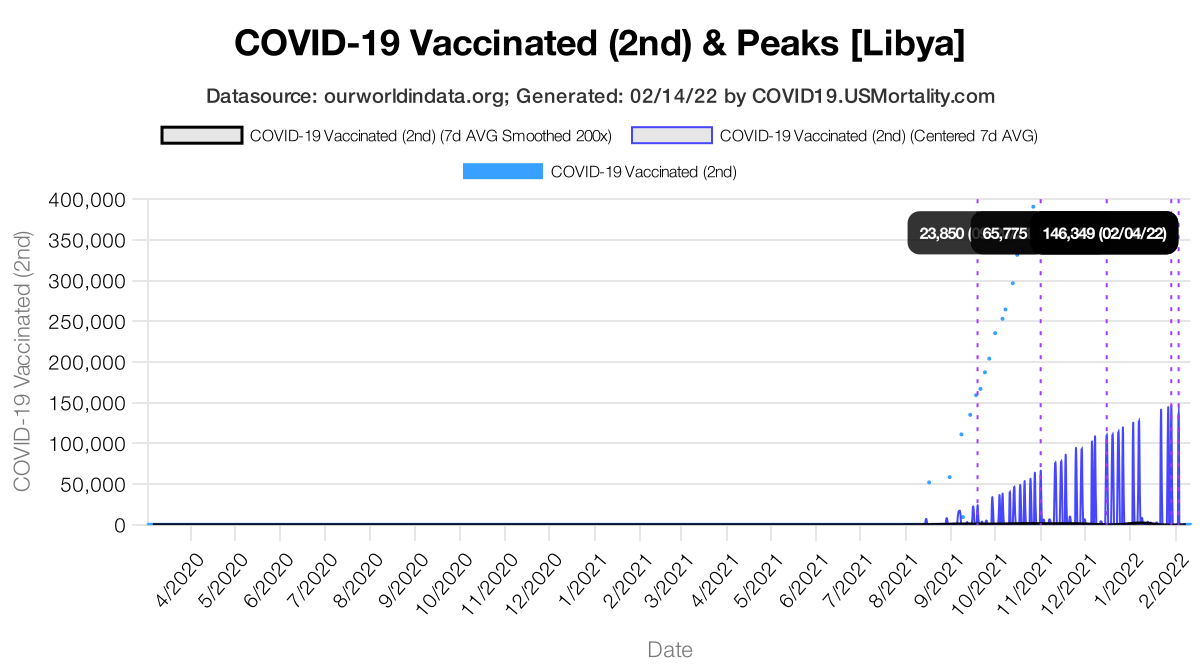 COVID-19 Vaccinated (2nd) & Peaks [Libya]
Datasource: ourworldindata.org; Generated: 02/14/22 by COVID19.USMortality.com
COVID-19 Vaccinated (2nd) (7d AVG Smoothed 200x) COVID-19 Vaccinated (2nd) (Centered 7d AVG)
COVID-19 Vaccinated (2nd)
COVID-19 Vaccinated (2nd)
400,000
350,000
300,000
250,000
200,000
150,000
100,000
50,000
0
23,850 65,775 146,349 (02/04/22)
4/2020 5/2020 6/2020 7/2020 8/2020 9/2020 10/2020 11/2020 12/2020 1/2021 2/2021 3/2021 4/2021 5/2021 6/2021 7/2021 8/2021 9/2021 10/2021 11/2021 12/2021 1/2022 2/2022
Date